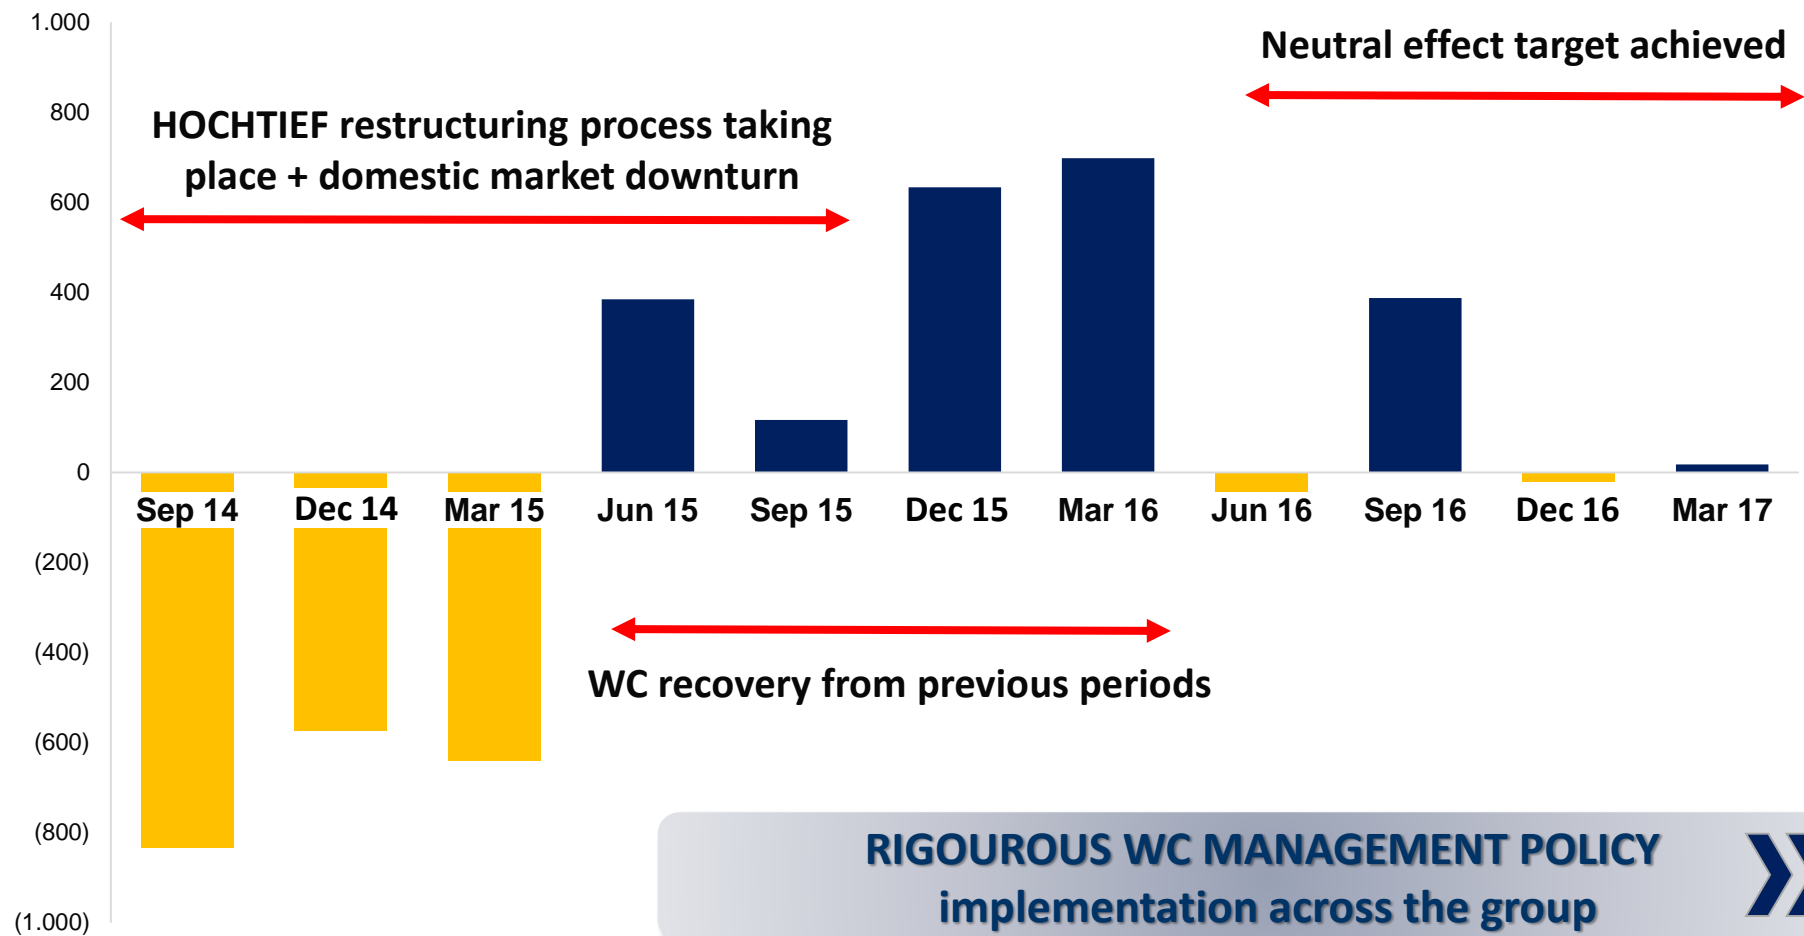 1.000
800
600
400
200
0
(200)
(400)
(600)
(800)
(1.000)
HOCHTIEF restructuring process taking
place + domestic market downturn
Neutral effect target achieved
Sep 14 Dec 14 Mar 15 Jun 15 Sep 15 Dec 15 Mar 16 Jun 16 Sep 16 Dec 16 Mar 17
WC recovery from previous periods
RIGOUROUS WC MANAGEMENT POLICY
implementation across the group